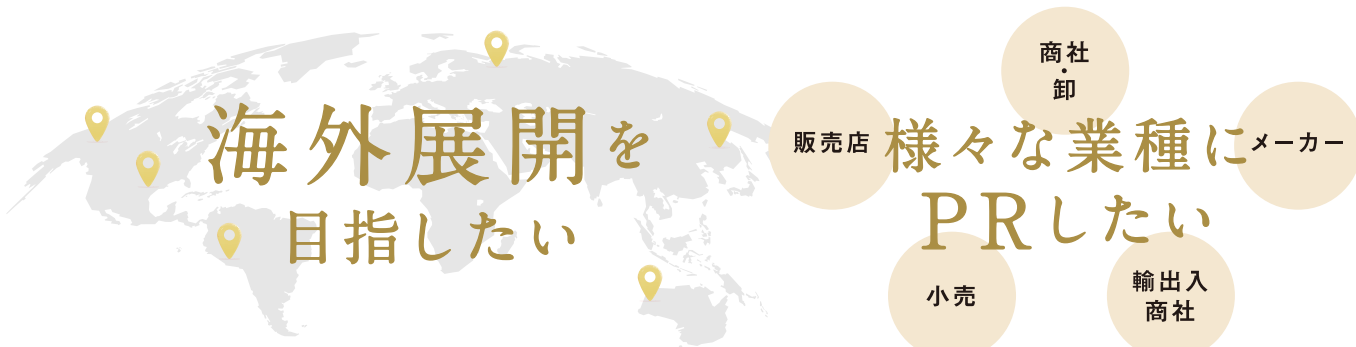 海外展開を
目指したい
商社
・
卸
販売店
様々な業種に
メーカー
PRしたい
小売
輸出入
商社